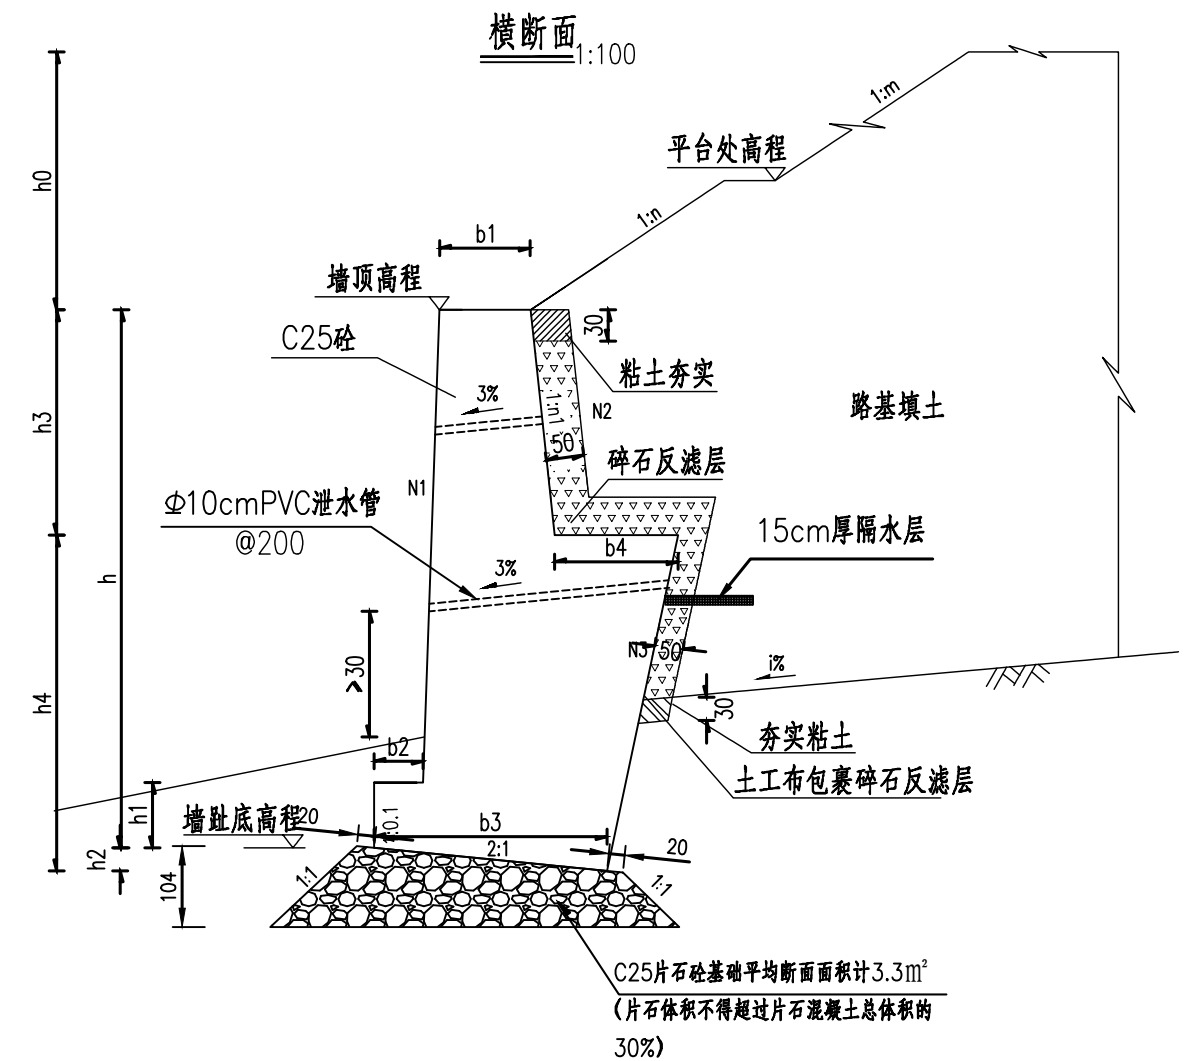 横断面
1:100
1:m
平台处高程
h0
1:n
b1
墙顶高程
30
C25砼
粘土夯实
3%
1:n1
N2
路基填土
h3
50
碎石反滤层
N1
Φ10cmPVC泄水管
@200
15cm厚隔水层
b4
h
3%
N3
50
>30
i%
h4
30
夯实粘土
b2
土工布包裹碎石反滤层
h1
墙趾底高程
20
:0.1
b3
2:1
20
h2
1:1
1:1
104
C25片石砼基础平均断面面积计3.3m²
(片石体积不得超过片石混凝土总体积的
30%)